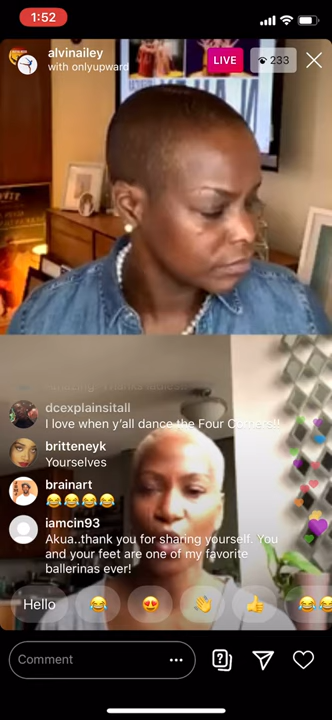 1:52
alvinailey
with onlyupward
LIVE
233
dcexplainsitall
I love when y'all dance the Four Corners!!
britteneyk
Yourselves
brainart
😂😂😂😂
iamcin93
Akua..thank you for sharing yourself. You
and your feet are one of my favorite
ballerinas ever!
Hello
Comment